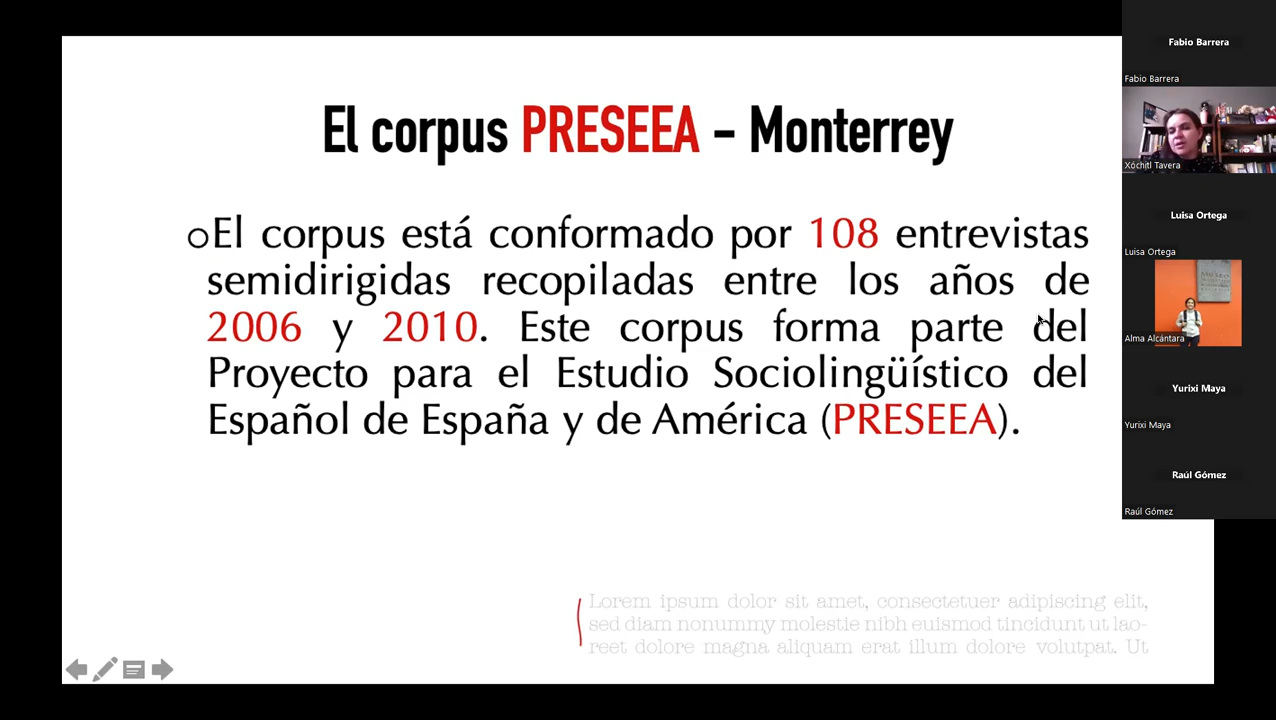 El corpus PRESEEA - Monterrey
El corpus está conformado por 108 entrevistas
semidirigidas recopiladas entre los años de
2006 y 2010. Este corpus forma parte del
Proyecto para el Estudio Sociolingüístico del
Español de España y de América (PRESEEA).
Lorem ipsum dolor sit amet, consectetuer adipiscing elit,
sed diam nonummy molestie nibh euismod tincidunt ut lao-
reet dolore magna aliquam erat illum dolore volutpat. Ut
Fabio Barrera
Fabio Barrera
Xóchitl Tavera
Luisa Ortega
Luisa Ortega
Alma Alcántara
Yurixi Maya
Yurixi Maya
Raúl Gómez
Raúl Gómez